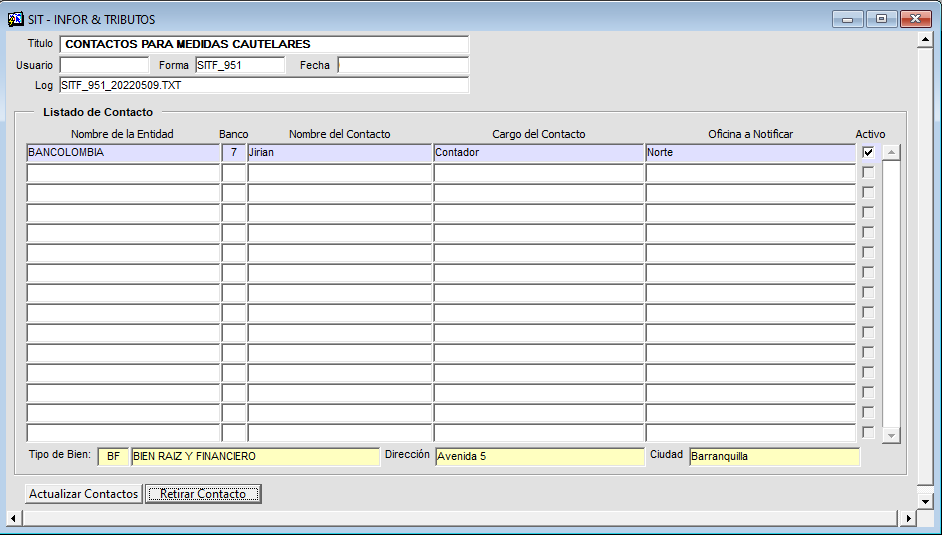 SIT - INFOR & TRIBUTOS
Titulo CONTACTOS PARA MEDIDAS CAUTELARES
Usuario Forma SITF_951 Fecha
Log SITF_951_20220509.TXT
Listado de Contacto
Nombre de la Entidad Banco Nombre del Contacto Cargo del Contacto Oficina a Notificar Activo
BANCOLOMBIA 7 Jirian Contador Norte
Tipo de Bien: BF BIEN RAIZ Y FINANCIERO Dirección Avenida 5 Ciudad Barranquilla
Actualizar Contactos Retirar Contacto